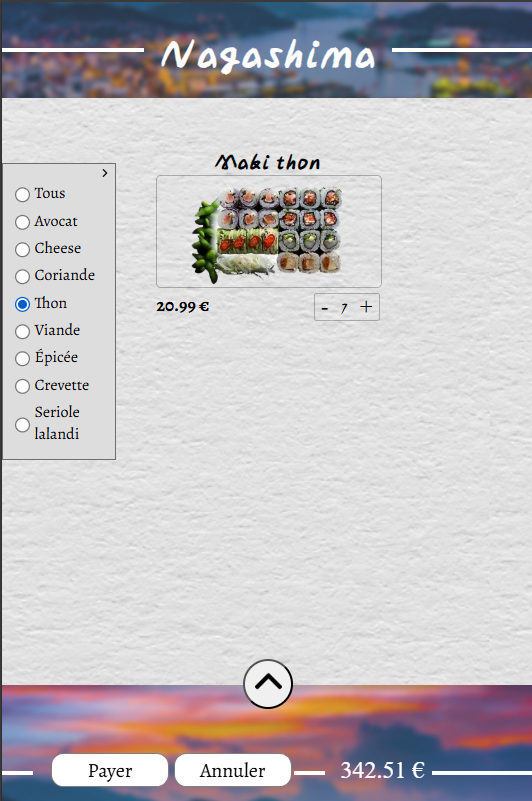 Nagashima
Maki thon
>
Tous
Avocat
Cheese
Coriande
Thon
Viande
Épicée
Crevette
Seriole
lalandi
20.99 €
- 7 +
Payer
Annuler
342.51 €